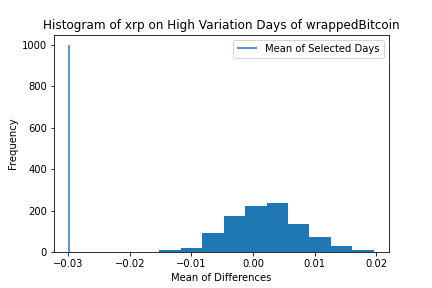 Histogram of xrp on High Variation Days of wrappedBitcoin
Mean of Selected Days
Frequency
1000
800
600
400
200
0
−0.03 −0.02 −0.01 0.00 0.01 0.02
Mean of Differences